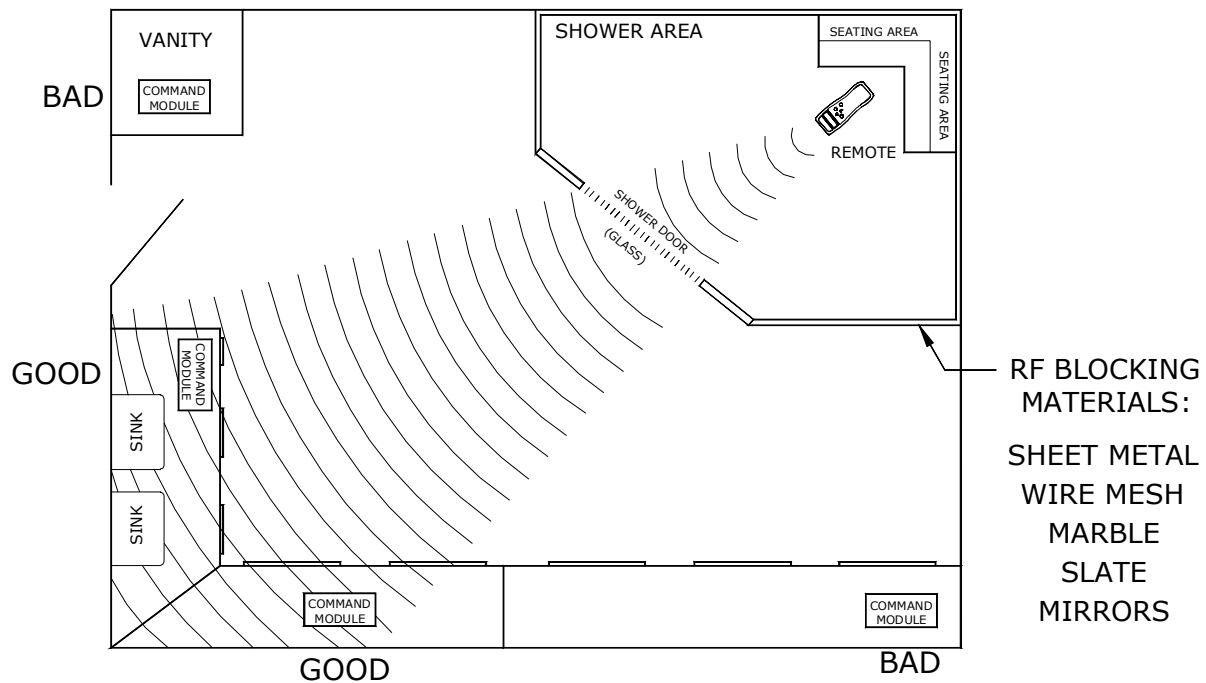 VANITY
COMMAND
MODULE
BAD
SHOWER AREA
SEATING AREA
SEATING AREA
REMOTE
SHOWER DOOR
(GLASS)
GOOD
COMMAND
MODULE
SINK
SINK
RF BLOCKING
MATERIALS:
SHEET METAL
WIRE MESH
MARBLE
SLATE
MIRRORS
COMMAND
MODULE
GOOD
COMMAND
MODULE
BAD